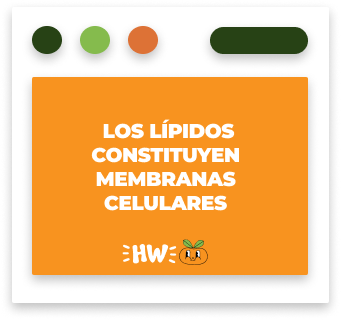 LOS LÍPIDOS
CONSTITUYEN
MEMBRANAS
CELULARES
HW